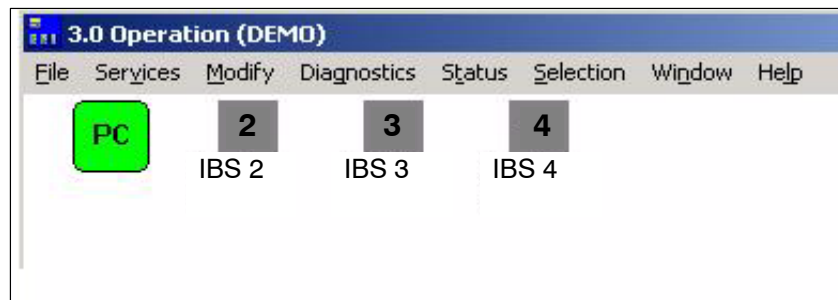 3.0 Operation (DEMO)
File Services Modify Diagnostics Status Selection Window Help
PC 2 3 4
IBS 2 IBS 3 IBS 4